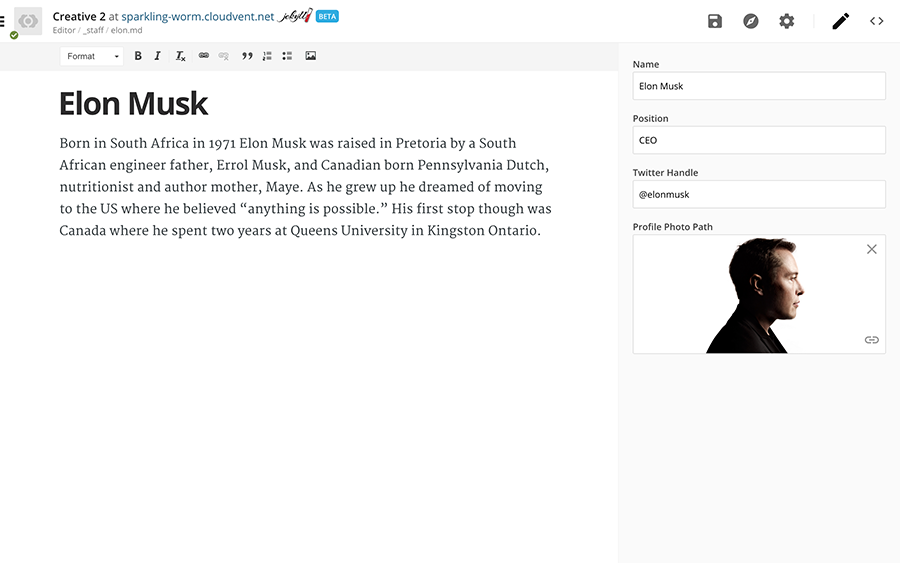 Creative 2 at sparkling-worm.cloudvent.net jekyll BETA
Editor / _staff / elon.md
Format B I Tx
Elon Musk
Born in South Africa in 1971 Elon Musk was raised in Pretoria by a South
African engineer father, Errol Musk, and Canadian born Pennsylvania Dutch,
nutritionist and author mother, Maye. As he grew up he dreamed of moving
to the US where he believed “anything is possible.” His first stop though was
Canada where he spent two years at Queens University in Kingston Ontario.
Name
Elon Musk
Position
CEO
Twitter Handle
@elonmusk
Profile Photo Path